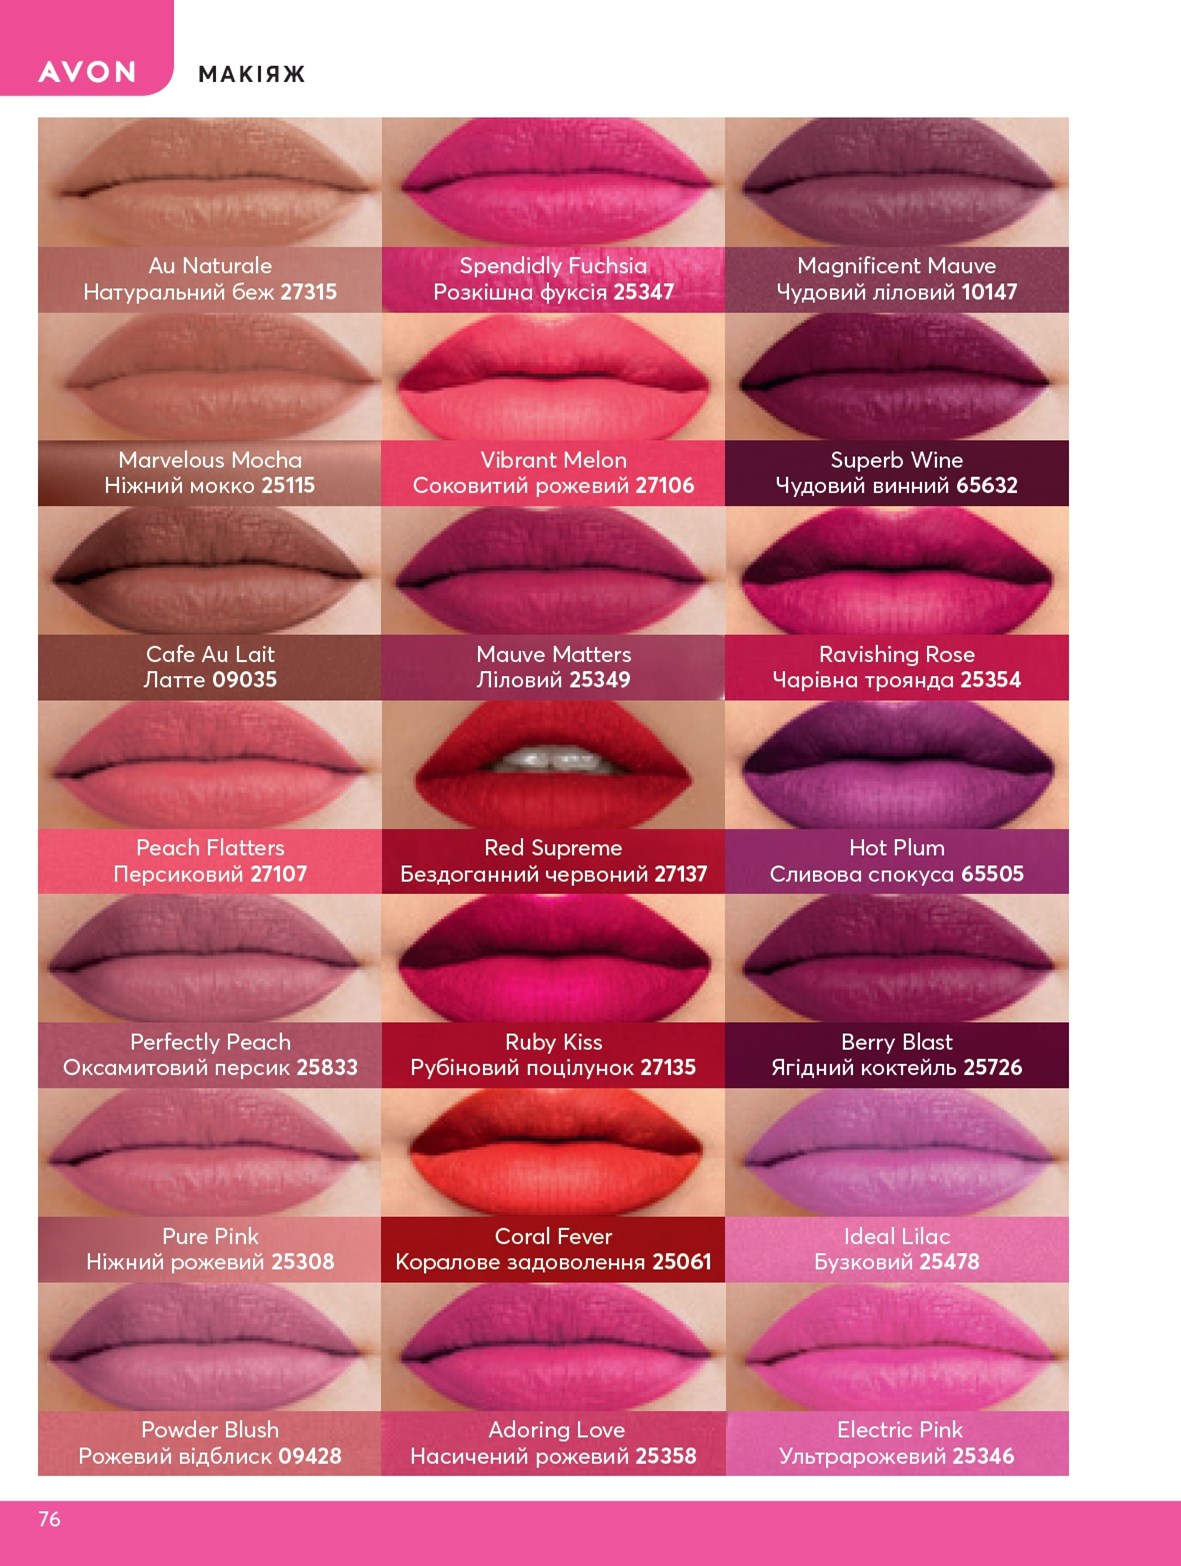 AVON
МАКІЯЖ
Au Naturale
Натуральний беж 27315
Spendidly Fuchsia
Розкішна фуксія 25347
Magnificent Mauve
Чудовий ліловий 10147
Marvelous Mocha
Ніжний мокко 25115
Vibrant Melon
Соковитий рожевий 27106
Superb Wine
Чудовий винний 65632
Cafe Au Lait
Латте 09035
Mauve Matters
Ліловий 25349
Ravishing Rose
Чарівна троянда 25354
Peach Flatters
Персиковий 27107
Red Supreme
Бездоганний червоний 27137
Hot Plum
Сливова спокуса 65505
Perfectly Peach
Оксамитовий персик 25833
Ruby Kiss
Рубіновий поцілунок 27135
Berry Blast
Ягідний коктейль 25726
Pure Pink
Ніжний рожевий 25308
Coral Fever
Коралове задоволення 25061
Ideal Lilac
Бузковий 25478
Powder Blush
Рожевий відблиск 09428
Adoring Love
Насичений рожевий 25358
Electric Pink
Ультрарожевий 25346
76